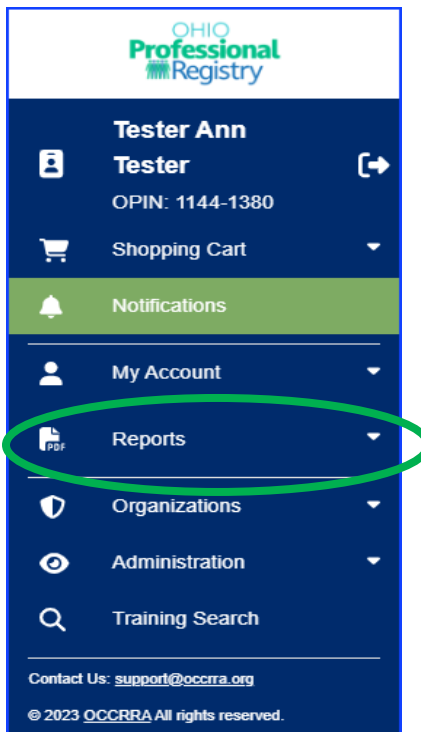 OHIO
Professional
Registry
Tester Ann
Tester
OPIN: 1144-1380
Shopping Cart
Notifications
My Account
PDF
Reports
Organizations
Administration
Training Search
Contact Us: support@occrra.org
© 2023 OCCRRA All rights reserved.